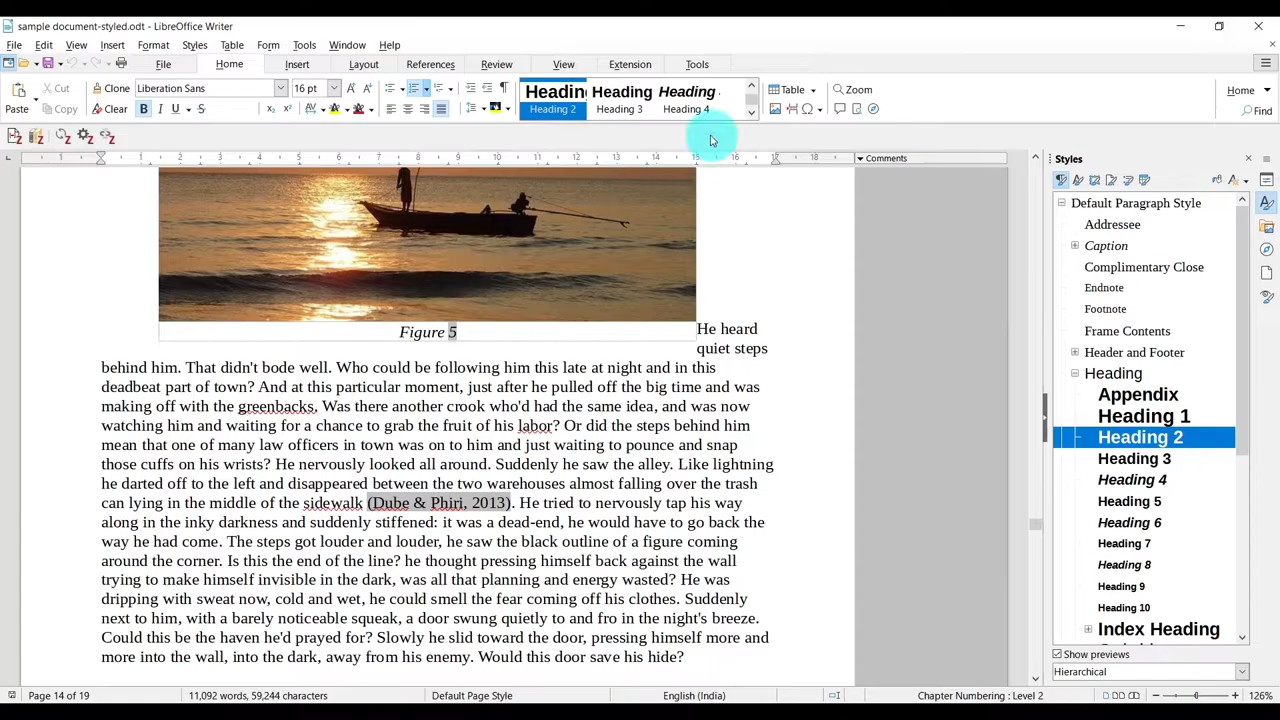 sample document-styled.odt - LibreOffice Writer
File Edit View Insert Format Styles Table Form Tools Window Help
File Home Insert Layout References Review View Extension Tools
Paste Cut Clone Liberation Sans 16 pt Heading Heading Heading Table Zoom Home
Copy Clear B I U S Heading 2 Heading 3 Heading 4 Find
1 1 2 3 4 5 6 7 8 9 10 11 12 13 14 15 16 17 18 Comments
Figure 5
He heard
quiet steps
behind him. That didn't bode well. Who could be following him this late at night and in this
deadbeat part of town? And at this particular moment, just after he pulled off the big time and was
making off with the greenbacks. Was there another crook who'd had the same idea, and was now
watching him and waiting for a chance to grab the fruit of his labor? Or did the steps behind him
mean that one of many law officers in town was on to him and just waiting to pounce and snap
those cuffs on his wrists? He nervously looked all around. Suddenly he saw the alley. Like lightning
he darted off to the left and disappeared between the two warehouses almost falling over the trash
can lying in the middle of the sidewalk (Dube & Phiri, 2013). He tried to nervously tap his way
along in the inky darkness and suddenly stiffened: it was a dead-end, he would have to go back the
way he had come. The steps got louder and louder, he saw the black outline of a figure coming
around the corner. Is this the end of the line? he thought pressing himself back against the wall
trying to make himself invisible in the dark, was all that planning and energy wasted? He was
dripping with sweat now, cold and wet, he could smell the fear coming off his clothes. Suddenly
next to him, with a barely noticeable squeak, a door swung quietly to and fro in the night's breeze.
Could this be the haven he'd prayed for? Slowly he slid toward the door, pressing himself more and
more into the wall, into the dark, away from his enemy. Would this door save his hide?
Styles
Default Paragraph Style
Addressee
Caption
Complimentary Close
Endnote
Footnote
Frame Contents
Header and Footer
Heading
Appendix
Heading 1
Heading 2
Heading 3
Heading 4
Heading 5
Heading 6
Heading 7
Heading 8
Heading 9
Heading 10
Index Heading
Show previews
Hierarchical
Page 14 of 19 11,092 words, 59,244 characters Default Page Style English (India) Chapter Numbering : Level 2 126%